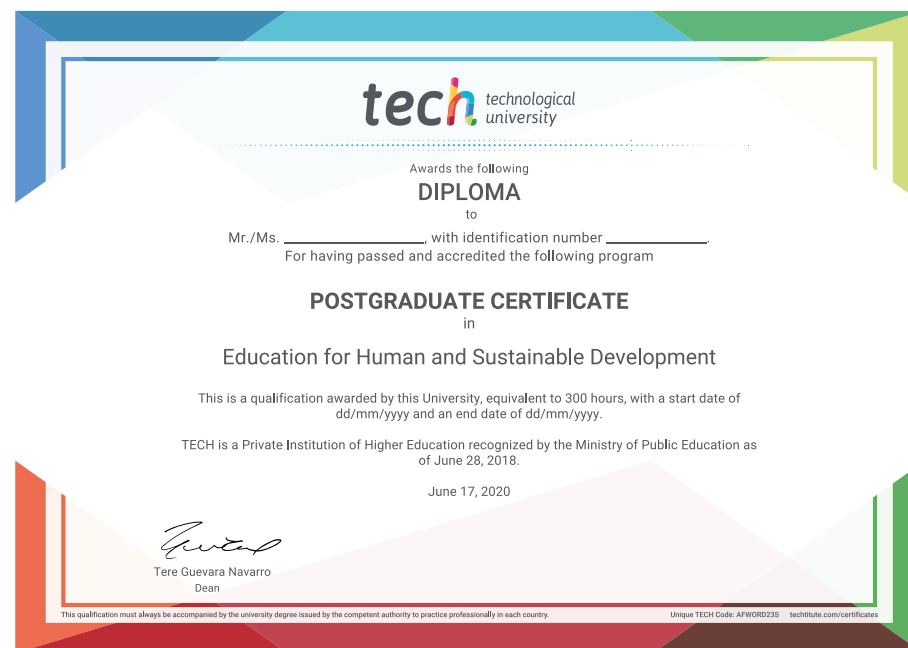 tech technological
university
Awards the following
DIPLOMA
to
Mr./Ms. ____________________, with identification number ______________.
For having passed and accredited the following program
POSTGRADUATE CERTIFICATE
in
Education for Human and Sustainable Development
This is a qualification awarded by this University, equivalent to 300 hours, with a start date of
dd/mm/yyyy and an end date of dd/mm/yyyy.
TECH is a Private Institution of Higher Education recognized by the Ministry of Public Education as
of June 28, 2018.
June 17, 2020
Tere Guevara Navarro
Dean
This qualification must always be accompanied by the university degree issued by the competent authority to practice professionally in each country. Unique TECH Code: AFWORD23S techtitute.com/certificates